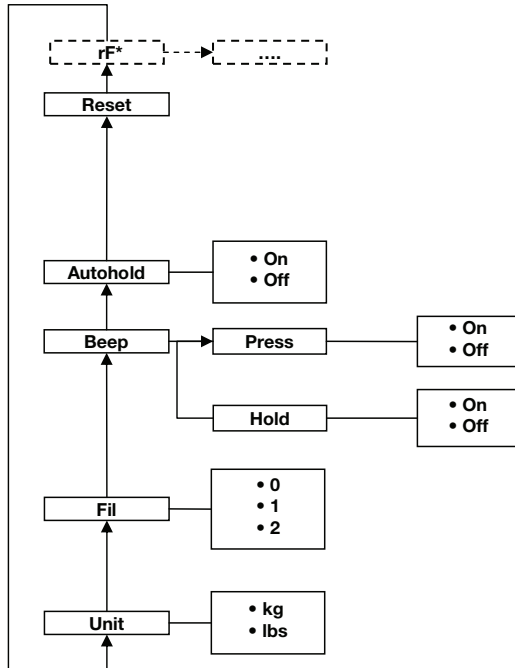 rF*
....
Reset
Autohold
• On
• Off
Beep
Press
• On
• Off
Hold
• On
• Off
Fil
• 0
• 1
• 2
Unit
• kg
• lbs